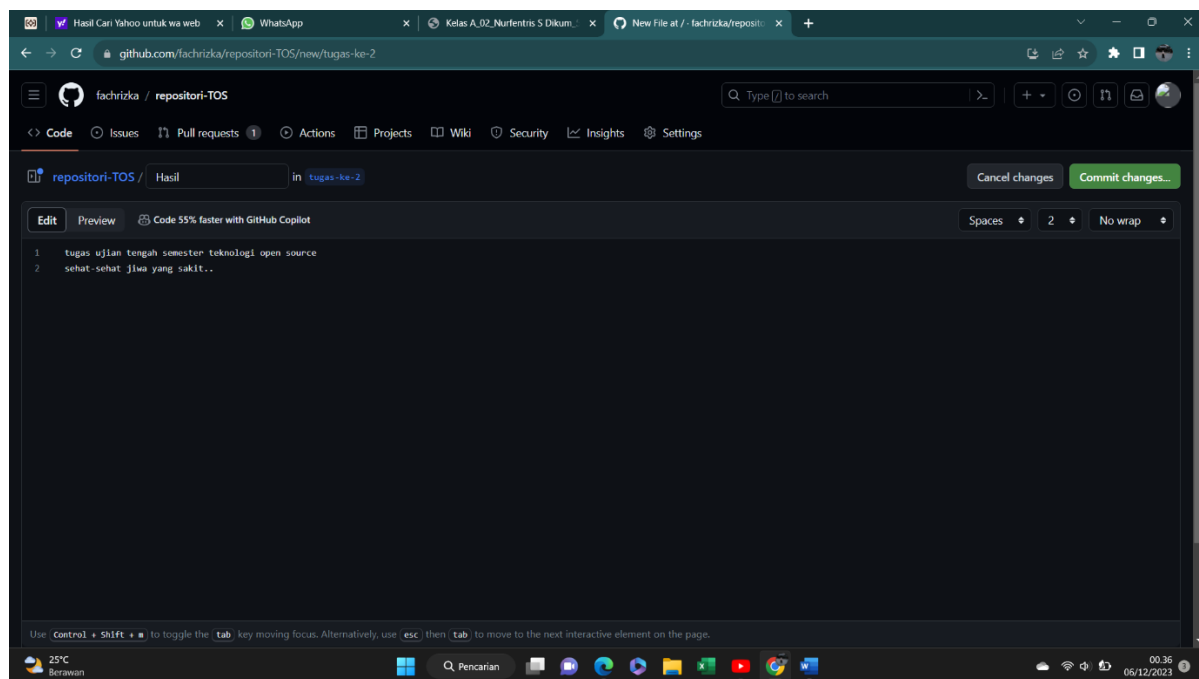 Hasil Cari Yahoo untuk wa web
WhatsApp
Kelas A_02_Nurfentris S Dikum_
New File at / · fachrizka/reposito
github.com/fachrizka/repositori-TOS/new/tugas-ke-2
fachrizka / repositori-TOS
Type / to search
Code Issues Pull requests 1 Actions Projects Wiki Security Insights Settings
repositori-TOS / Hasil in tugas-ke-2
Cancel changes Commit changes...
Edit Preview Code 55% faster with GitHub Copilot
Spaces 2 No wrap
1 tugas ujian tengah semester teknologi open source
2 sehat-sehat jiwa yang sakit..
Use Control + Shift + m to toggle the tab key moving focus. Alternatively, use esc then tab to move to the next interactive element on the page.
25°C
Berawan
Pencarian
00.36
06/12/2023
3